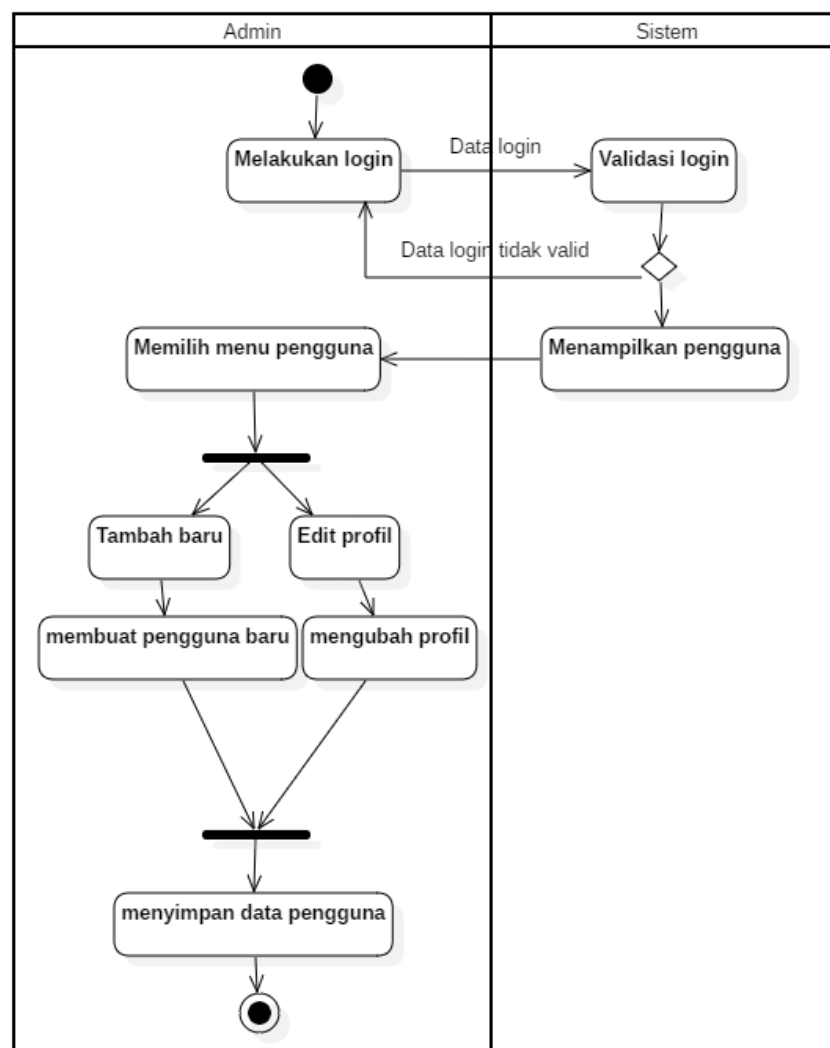 Admin
Sistem
Melakukan login
Data login
Validasi login
Data login tidak valid
Memilih menu pengguna
Menampilkan pengguna
Tambah baru
Edit profil
membuat pengguna baru
mengubah profil
menyimpan data pengguna